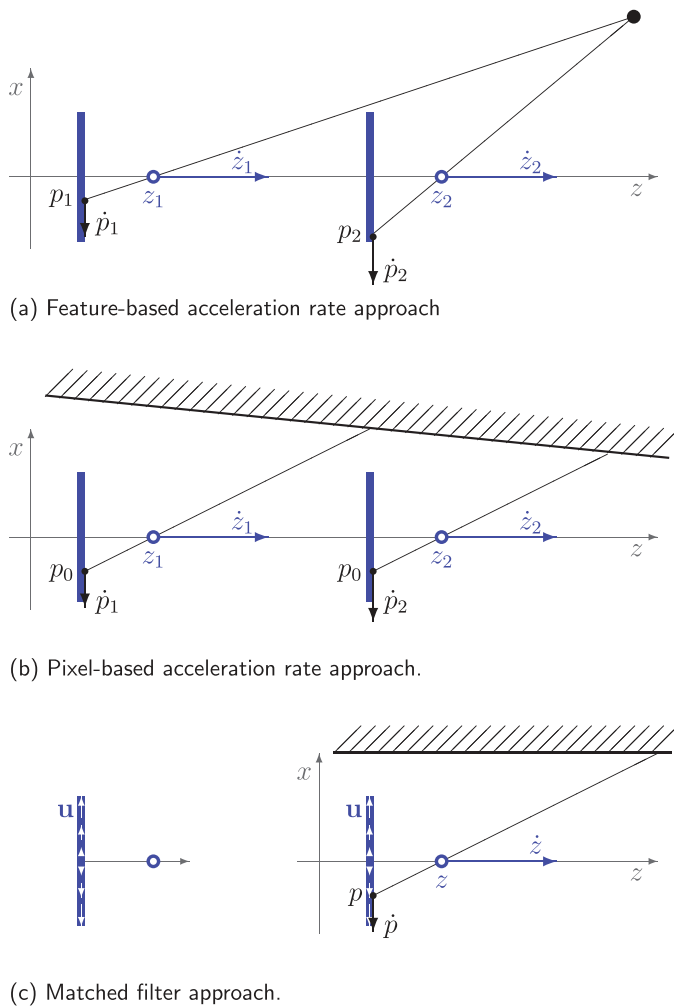 x
ż₁ ż₂
p₁ z₁ z₂ z
ṗ₁ p₂
ṗ₂
(a) Feature-based acceleration rate approach
x
ż₁ ż₂
z₁ z₂ z
p₀ p₀
ṗ₁ ṗ₂
(b) Pixel-based acceleration rate approach.
x
u u
ż
z z
p
ṗ
(c) Matched filter approach.